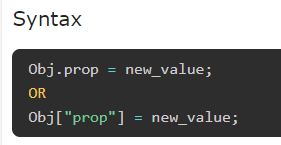 Syntax
Obj.prop = new_value;
OR
Obj["prop"] = new_value;